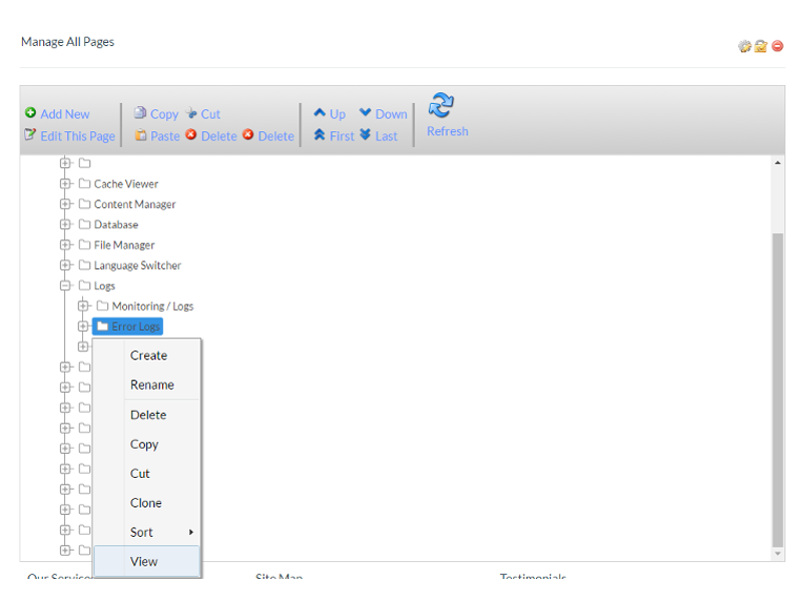 Manage All Pages
Add New Copy Cut Up Down
Edit This Page Paste Delete Delete First Last Refresh
Cache Viewer
Content Manager
Database
File Manager
Language Switcher
Logs
Monitoring / Logs
Error Logs
Create
Rename
Delete
Copy
Cut
Clone
Sort
View
Our Service Site Map Testimonials